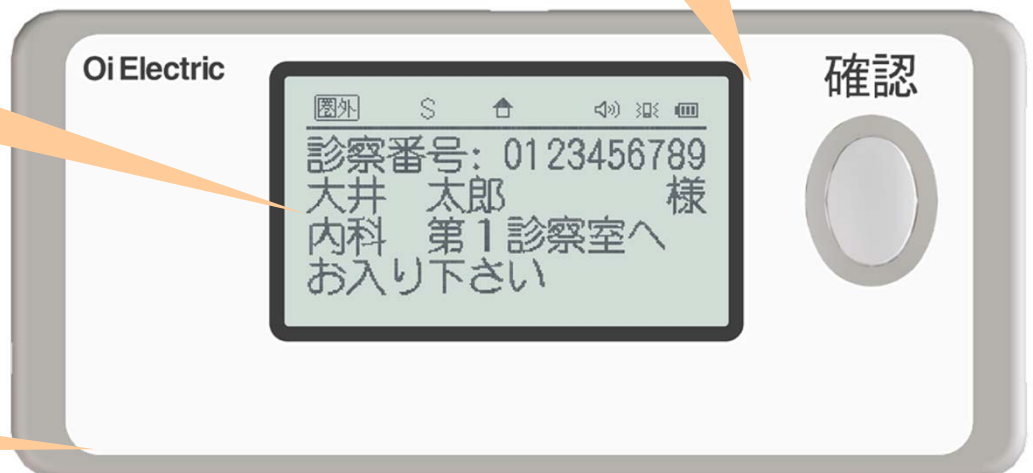 Oi Electric
確認
圏外 S
診察番号: 0123456789
大井 太郎 様
内科 第1診察室へ
お入り下さい